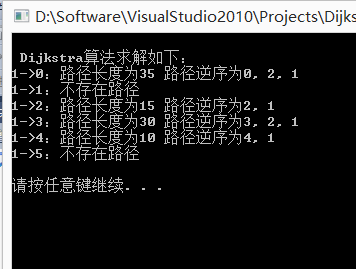 D:\Software\VisualStudio2010\Projects\Dijks
Dijkstra算法求解如下：
1->0：路径长度为35 路径逆序为0, 2, 1
1->1：不存在路径
1->2：路径长度为15 路径逆序为2, 1
1->3：路径长度为30 路径逆序为3, 2, 1
1->4：路径长度为10 路径逆序为4, 1
1->5：不存在路径
请按任意键继续. . .